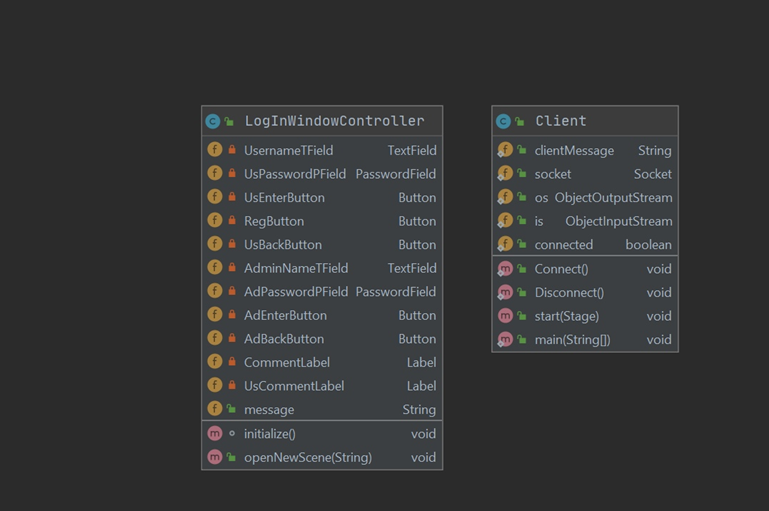 LogInWindowController
UsernameTField TextField
UsPasswordPField PasswordField
UsEnterButton Button
RegButton Button
UsBackButton Button
AdminNameTField TextField
AdPasswordPField PasswordField
AdEnterButton Button
AdBackButton Button
CommentLabel Label
UsCommentLabel Label
message String
initialize() void
openNewScene(String) void
Client
clientMessage String
socket Socket
os ObjectOutputStream
is ObjectInputStream
connected boolean
Connect() void
Disconnect() void
start(Stage) void
main(String[]) void